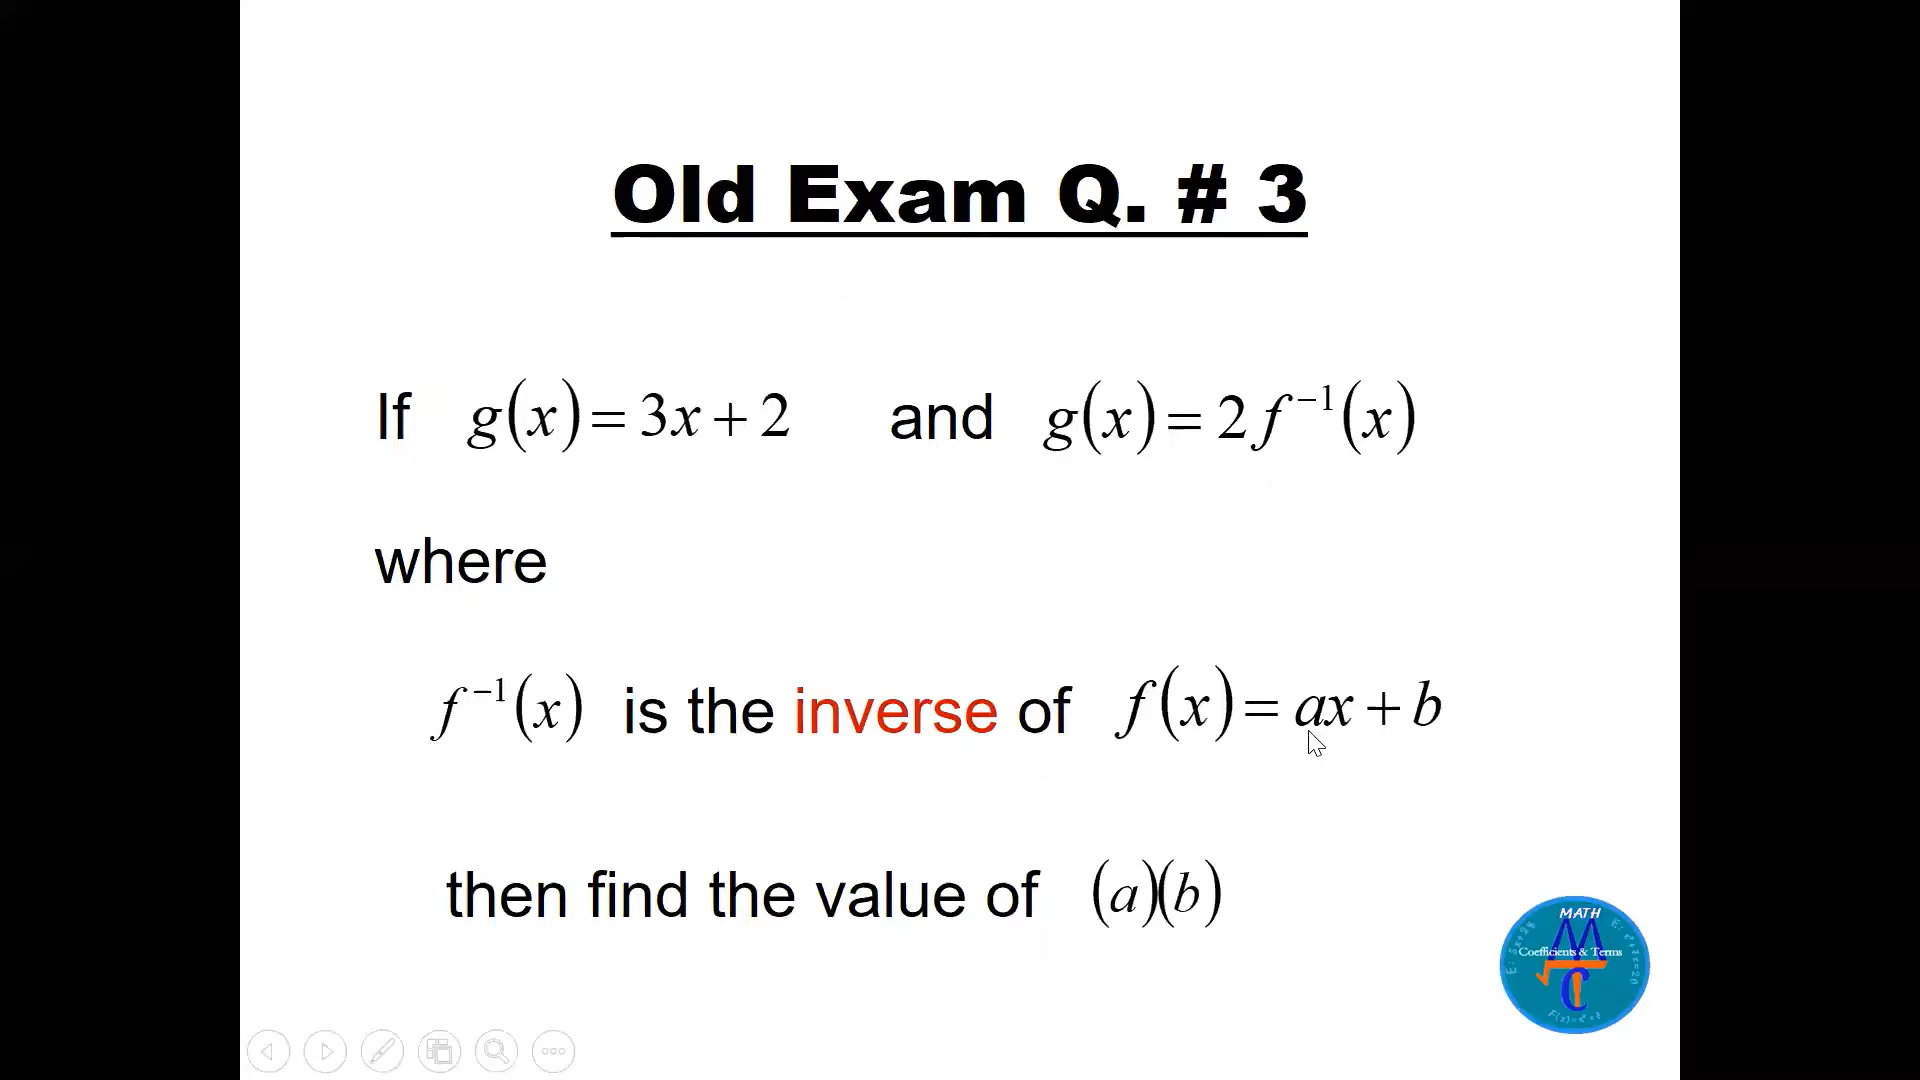 Old Exam Q. # 3
If g(x) = 3x + 2 and g(x) = 2f⁻¹(x)
where
f⁻¹(x) is the inverse of f(x) = ax + b
then find the value of (a)(b)
MATH
Coefficients & Terms